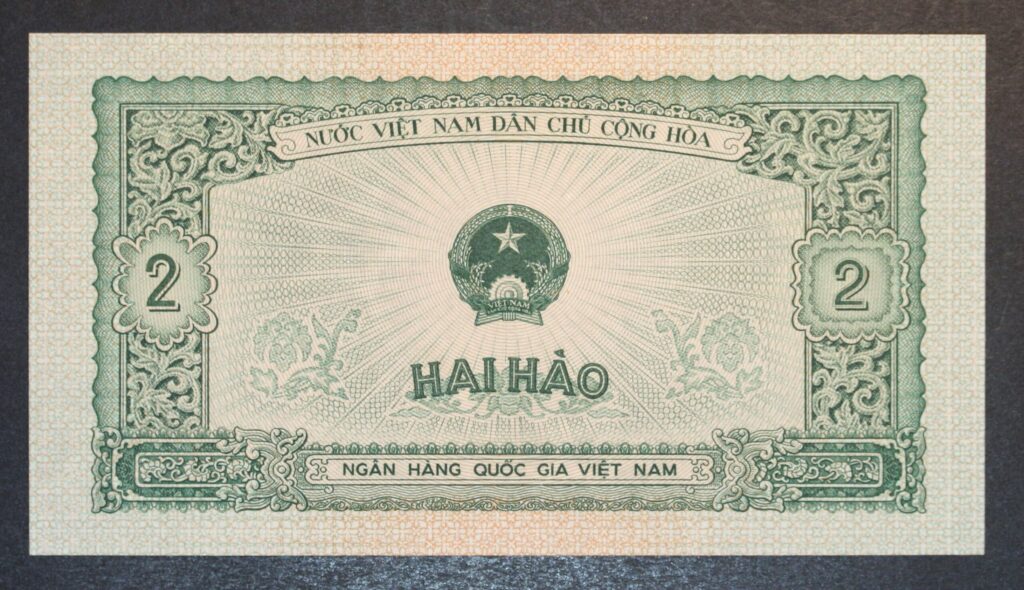 NƯỚC VIỆT NAM DÂN CHỦ CỘNG HÒA
2
2
VIỆT NAM
HAI HÀO
NGÂN HÀNG QUỐC GIA VIỆT NAM